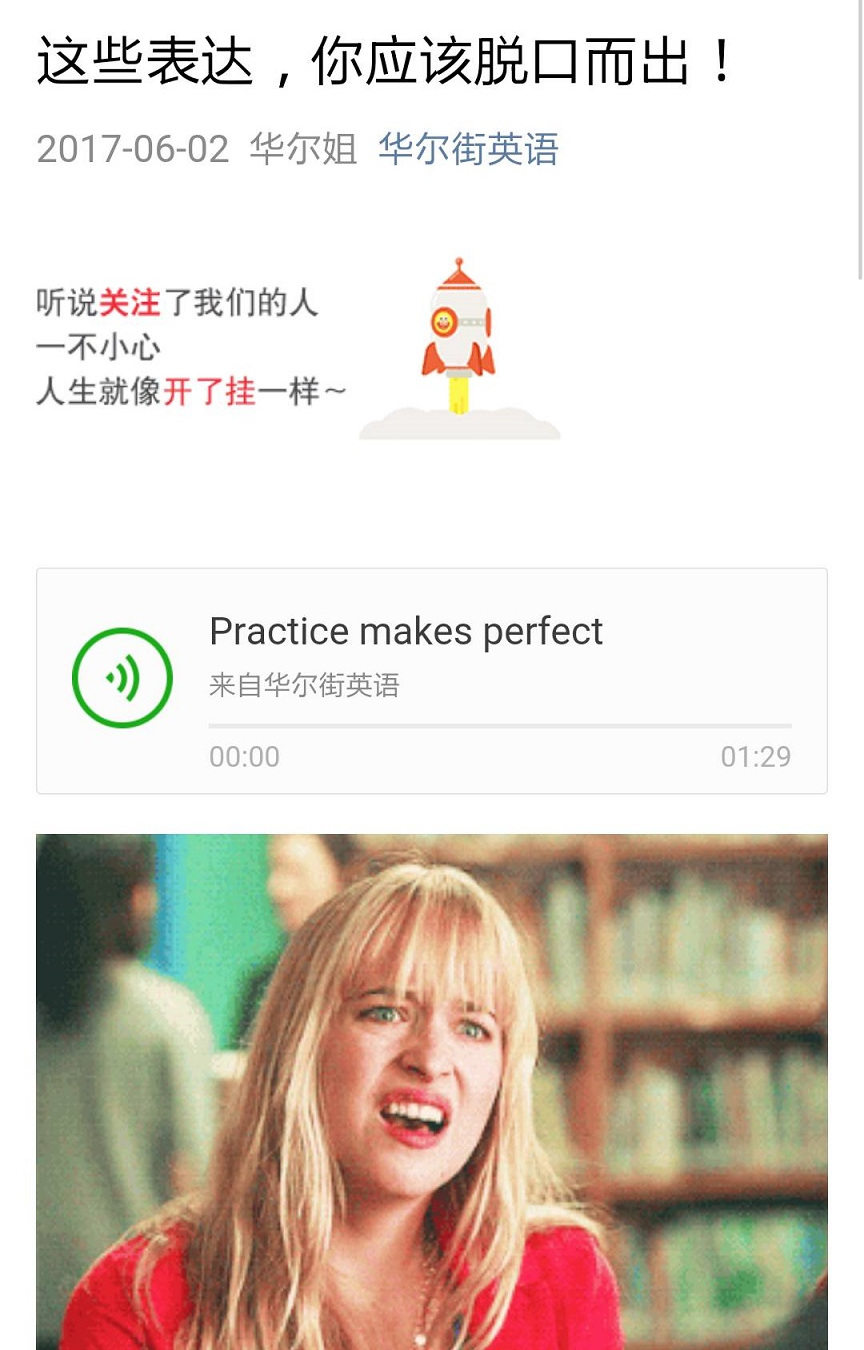 这些表达，你应该脱口而出！
2017-06-02 华尔姐 华尔街英语
听说关注了我们的人
一不小心
人生就像开了挂一样~
Practice makes perfect
来自华尔街英语
00:00 01:29